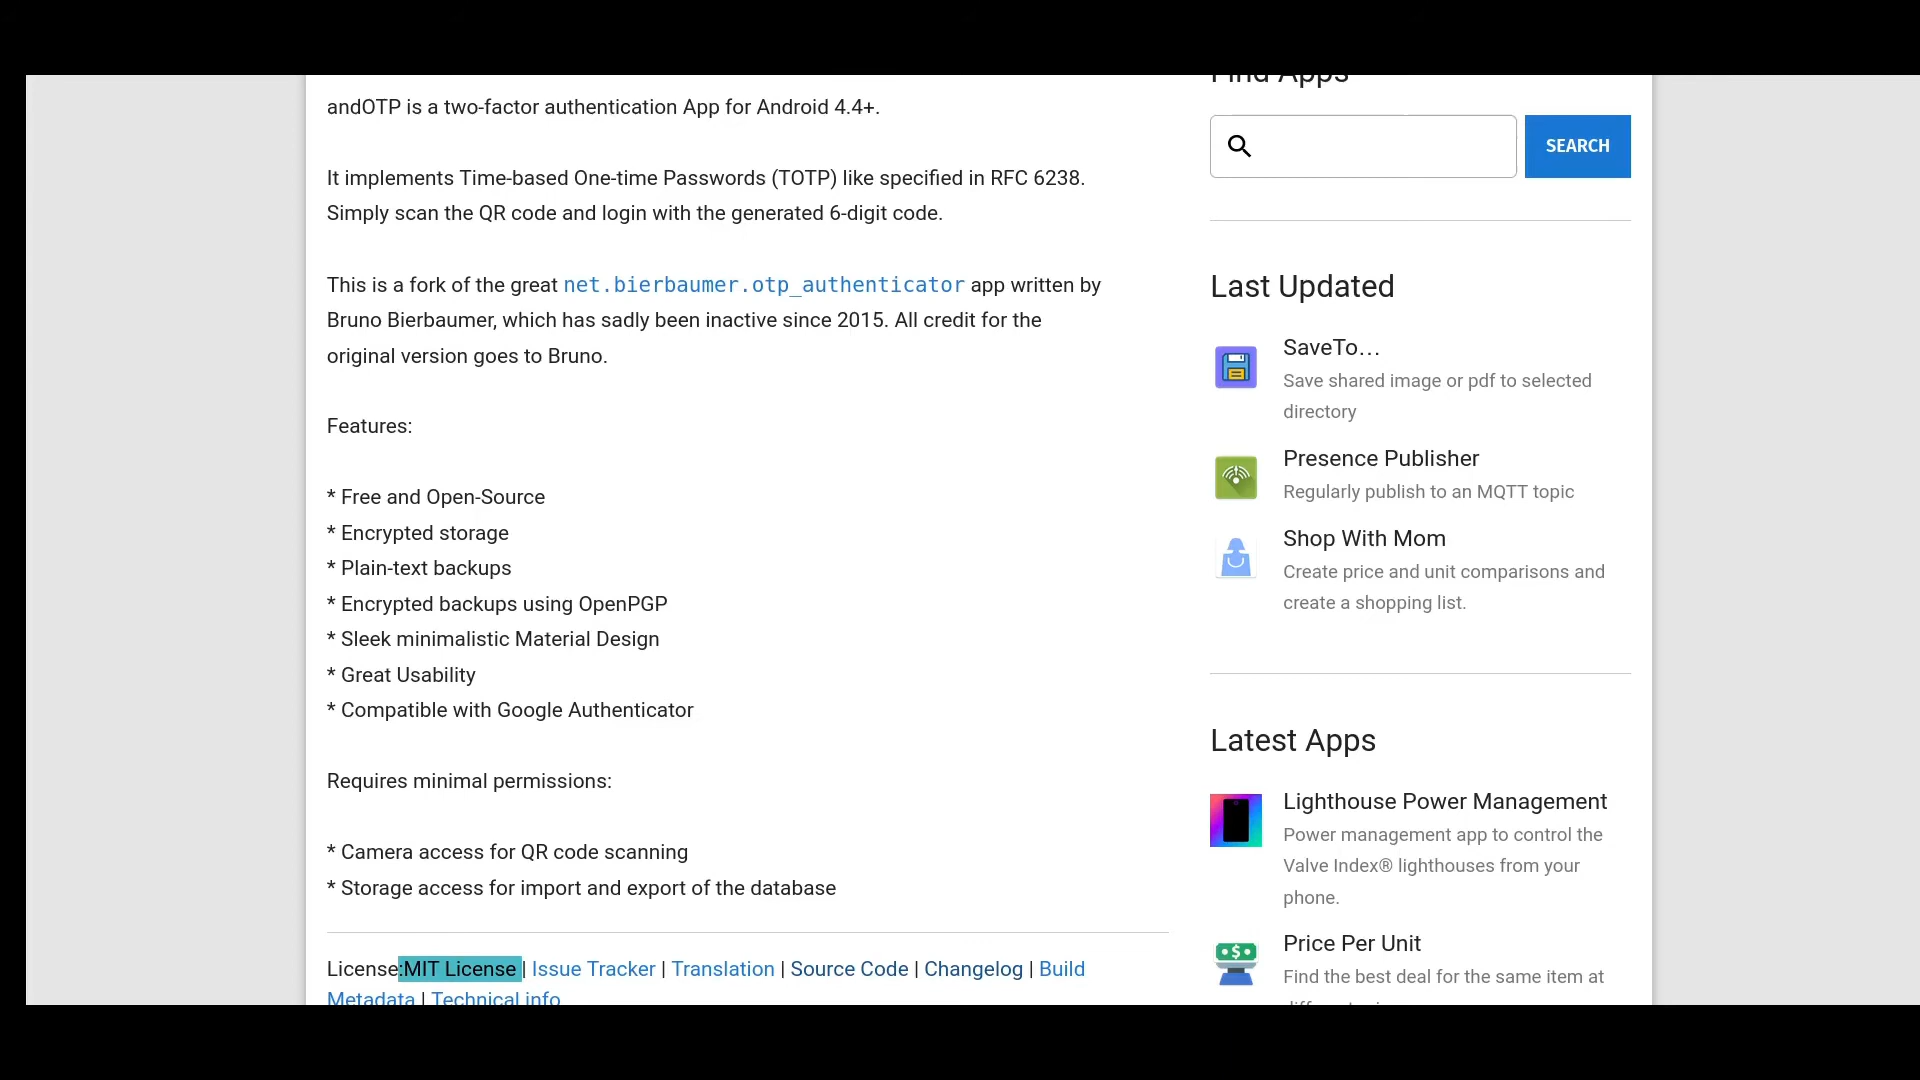 andOTP is a two-factor authentication App for Android 4.4+.
It implements Time-based One-time Passwords (TOTP) like specified in RFC 6238.
Simply scan the QR code and login with the generated 6-digit code.
This is a fork of the great net.bierbaumer.otp_authenticator app written by
Bruno Bierbaumer, which has sadly been inactive since 2015. All credit for the
original version goes to Bruno.
Features:
* Free and Open-Source
* Encrypted storage
* Plain-text backups
* Encrypted backups using OpenPGP
* Sleek minimalistic Material Design
* Great Usability
* Compatible with Google Authenticator
Requires minimal permissions:
* Camera access for QR code scanning
* Storage access for import and export of the database
License:MIT License | Issue Tracker | Translation | Source Code | Changelog | Build
Metadata | Technical info
Find Apps
SEARCH
Last Updated
SaveTo…
Save shared image or pdf to selected
directory
Presence Publisher
Regularly publish to an MQTT topic
Shop With Mom
Create price and unit comparisons and
create a shopping list.
Latest Apps
Lighthouse Power Management
Power management app to control the
Valve Index® lighthouses from your
phone.
Price Per Unit
Find the best deal for the same item at